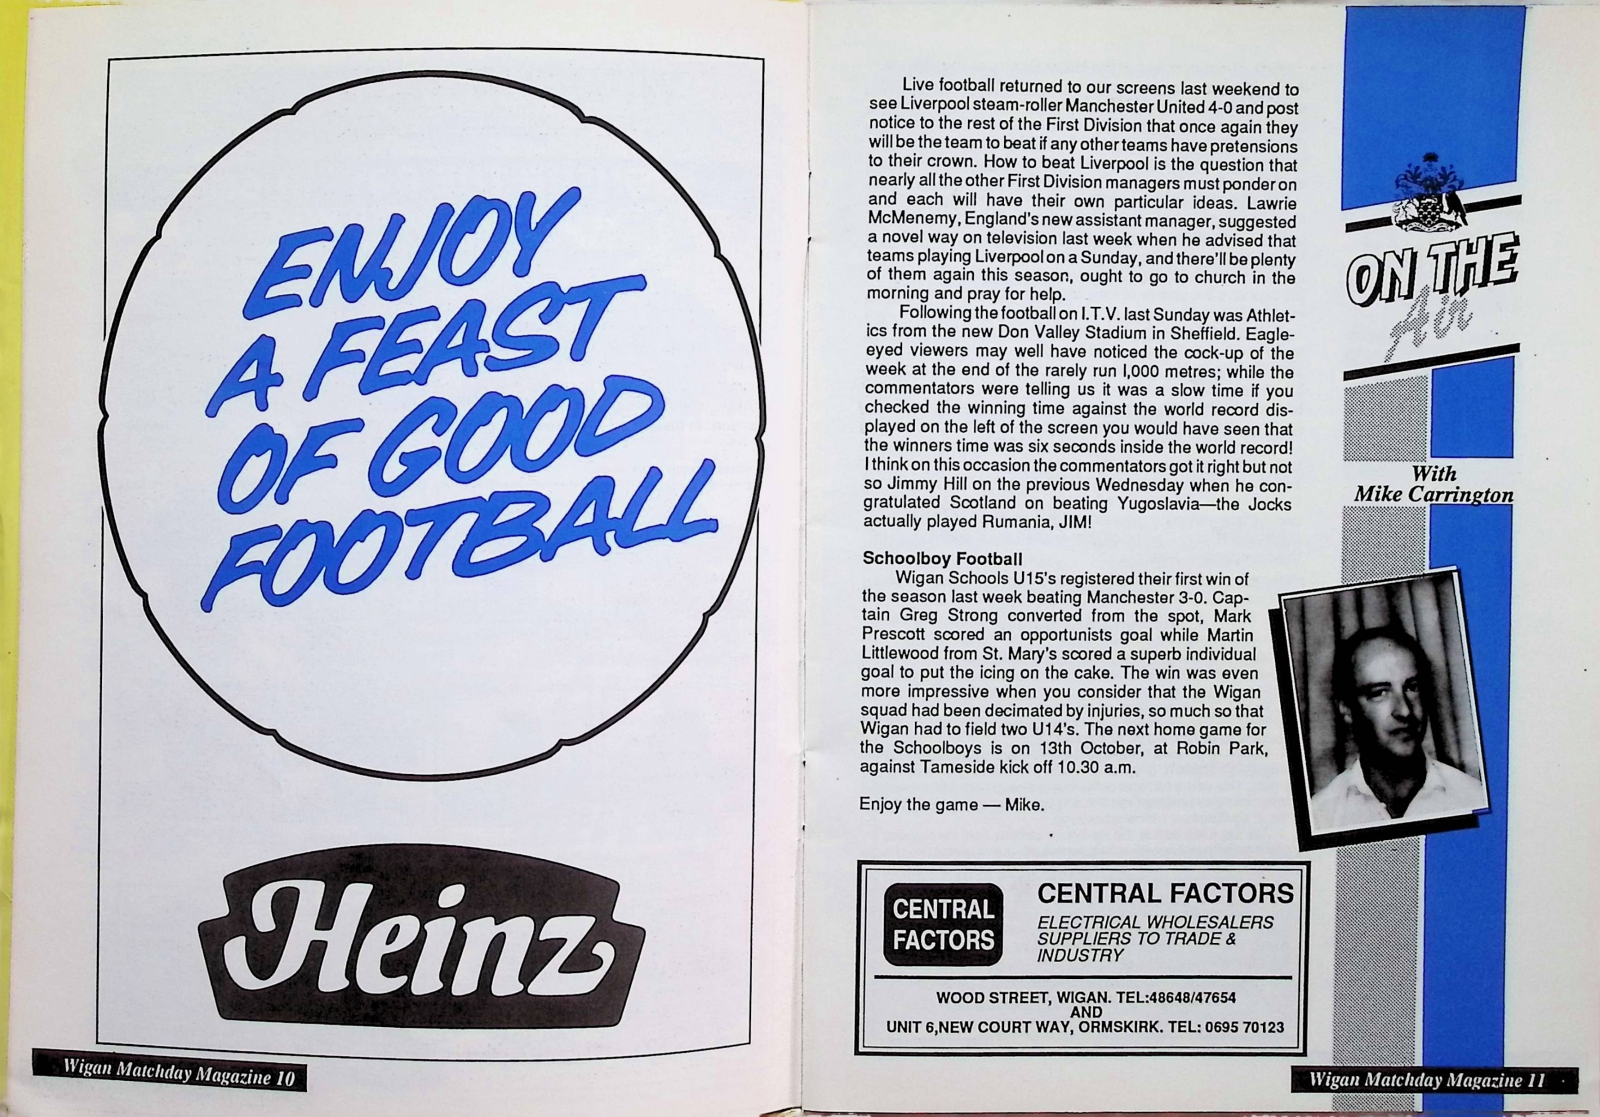 ENJOY
A FEAST
OF GOOD
FOOTBALL
Heinz
Wigan Matchday Magazine 10
Live football returned to our screens last weekend to
see Liverpool steam-roller Manchester United 4-0 and post
notice to the rest of the First Division that once again they
will be the team to beat if any other teams have pretensions
to their crown. How to beat Liverpool is the question that
nearly all the other First Division managers must ponder on
and each will have their own particular ideas. Lawrie
McMenemy, England's new assistant manager, suggested
a novel way on television last week when he advised that
teams playing Liverpool on a Sunday, and there'll be plenty
of them again this season, ought to go to church in the
morning and pray for help.
Following the football on I.T.V. last Sunday was Athlet-
ics from the new Don Valley Stadium in Sheffield. Eagle-
eyed viewers may well have noticed the cock-up of the
week at the end of the rarely run 1,000 metres; while the
commentators were telling us it was a slow time if you
checked the winning time against the world record dis-
played on the left of the screen you would have seen that
the winners time was six seconds inside the world record!
I think on this occasion the commentators got it right but not
so Jimmy Hill on the previous Wednesday when he con-
gratulated Scotland on beating Yugoslavia—the Jocks
actually played Rumania, JIM!
Schoolboy Football
Wigan Schools U15's registered their first win of
the season last week beating Manchester 3-0. Cap-
tain Greg Strong converted from the spot, Mark
Prescott scored an opportunists goal while Martin
Littlewood from St. Mary's scored a superb individual
goal to put the icing on the cake. The win was even
more impressive when you consider that the Wigan
squad had been decimated by injuries, so much so that
Wigan had to field two U14's. The next home game for
the Schoolboys is on 13th October, at Robin Park,
against Tameside kick off 10.30 a.m.
Enjoy the game — Mike.
ON THE
Air
With
Mike Carrington
CENTRAL
FACTORS
CENTRAL FACTORS
ELECTRICAL WHOLESALERS
SUPPLIERS TO TRADE &
INDUSTRY
WOOD STREET, WIGAN. TEL:48648/47654
AND
UNIT 6,NEW COURT WAY, ORMSKIRK. TEL: 0695 70123
Wigan Matchday Magazine 11